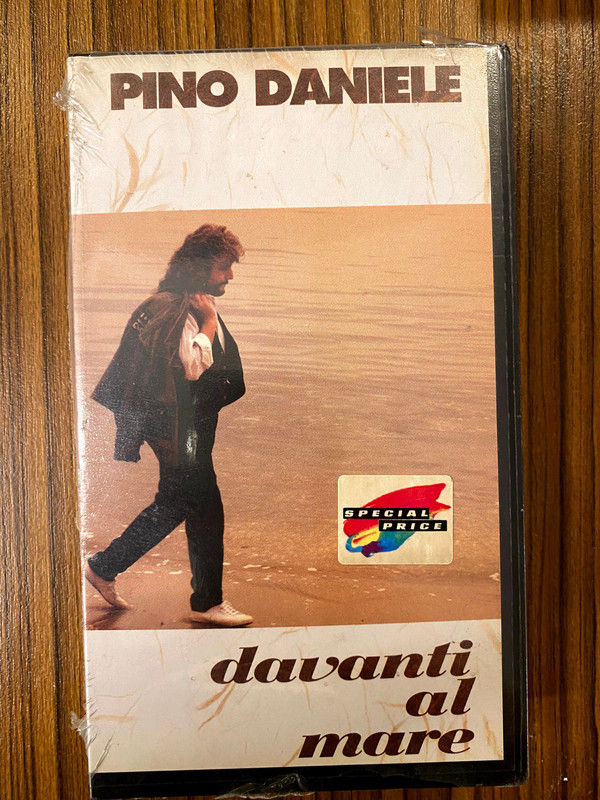 PINO DANIELE
SPECIAL
PRICE
davanti
al
mare